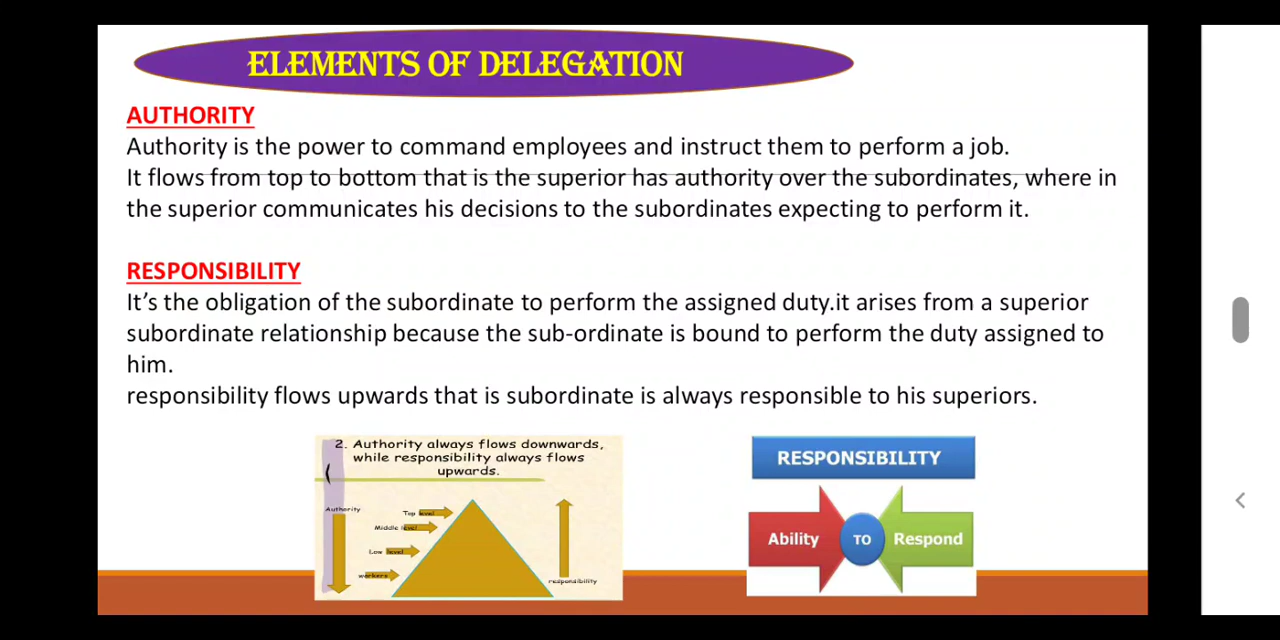 ELEMENTS OF DELEGATION
AUTHORITY
Authority is the power to command employees and instruct them to perform a job.
It flows from top to bottom that is the superior has authority over the subordinates, where in
the superior communicates his decisions to the subordinates expecting to perform it.
RESPONSIBILITY
It’s the obligation of the subordinate to perform the assigned duty.it arises from a superior
subordinate relationship because the sub-ordinate is bound to perform the duty assigned to
him.
responsibility flows upwards that is subordinate is always responsible to his superiors.
2. Authority always flows downwards,
while responsibility always flows
upwards.
Authority
Top level
Middle level
Low level
workers
responsibility
RESPONSIBILITY
Ability TO Respond